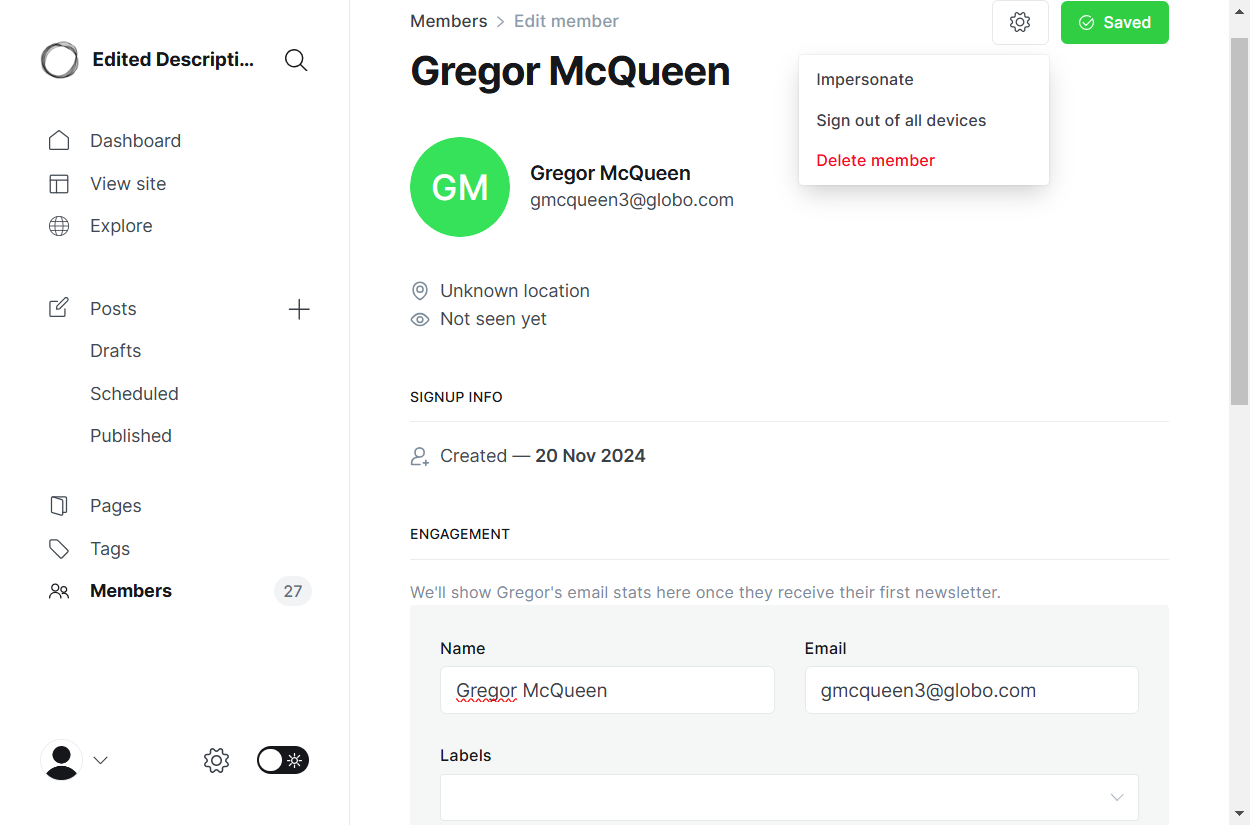 Edited Descripti...
Dashboard
View site
Explore
Posts
Drafts
Scheduled
Published
Pages
Tags
Members 27
Members > Edit member
Saved
Gregor McQueen
Impersonate
Sign out of all devices
Delete member
GM
Gregor McQueen
gmcqueen3@globo.com
Unknown location
Not seen yet
SIGNUP INFO
Created — 20 Nov 2024
ENGAGEMENT
We'll show Gregor's email stats here once they receive their first newsletter.
Name
Gregor McQueen
Email
gmcqueen3@globo.com
Labels